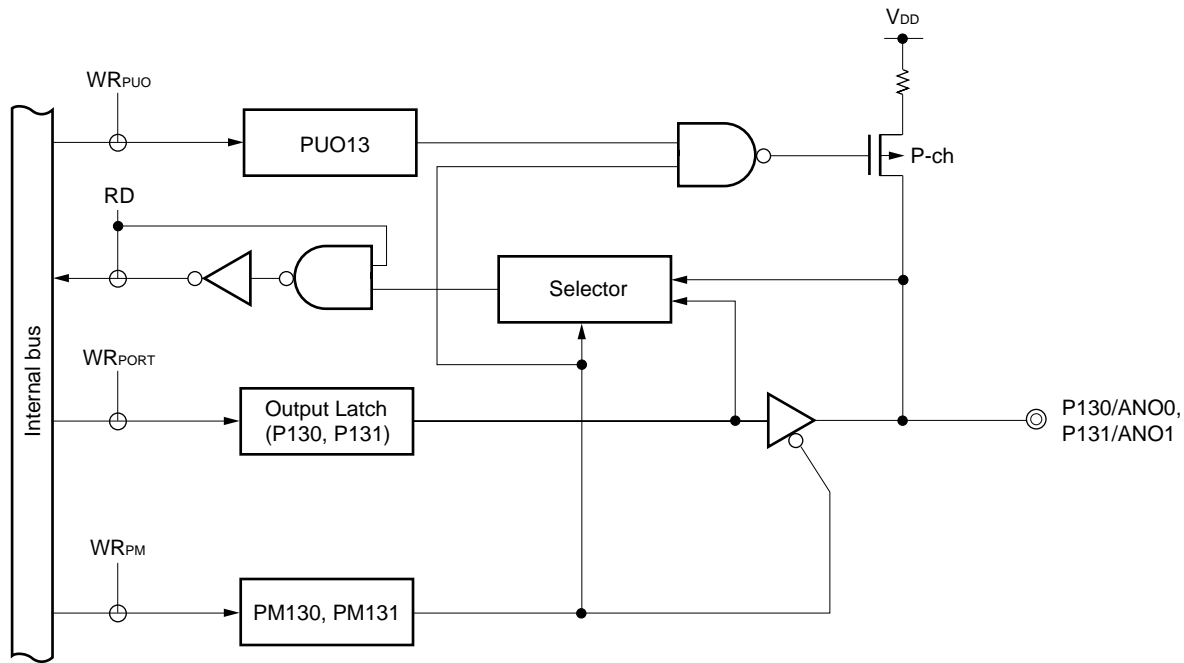 VDD
WRPUO
PUO13
P-ch
RD
Selector
Internal bus
WRPORT
Output Latch
(P130, P131)
P130/ANO0,
P131/ANO1
WRPM
PM130, PM131